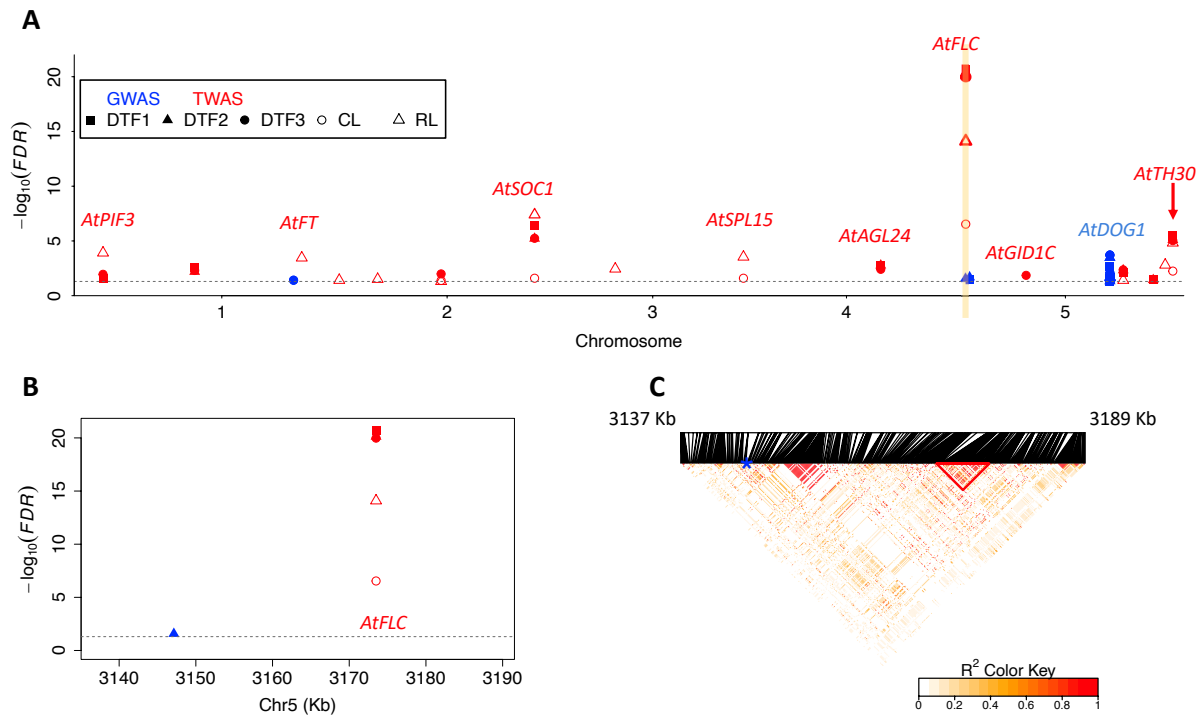 A
AtFLC
20
15
10
5
0
−log10(FDR)
GWAS TWAS
DTF1 DTF2 DTF3 CL RL
AtPIF3
AtFT
AtSOC1
AtSPL15
AtAGL24
AtGID1C
AtDOG1
AtTH30
1 2 3 4 5
Chromosome
B
20
15
10
5
0
−log10(FDR)
AtFLC
3140 3150 3160 3170 3180 3190
Chr5 (Kb)
C
3137 Kb 3189 Kb
R2 Color Key
0 0.2 0.4 0.6 0.8 1